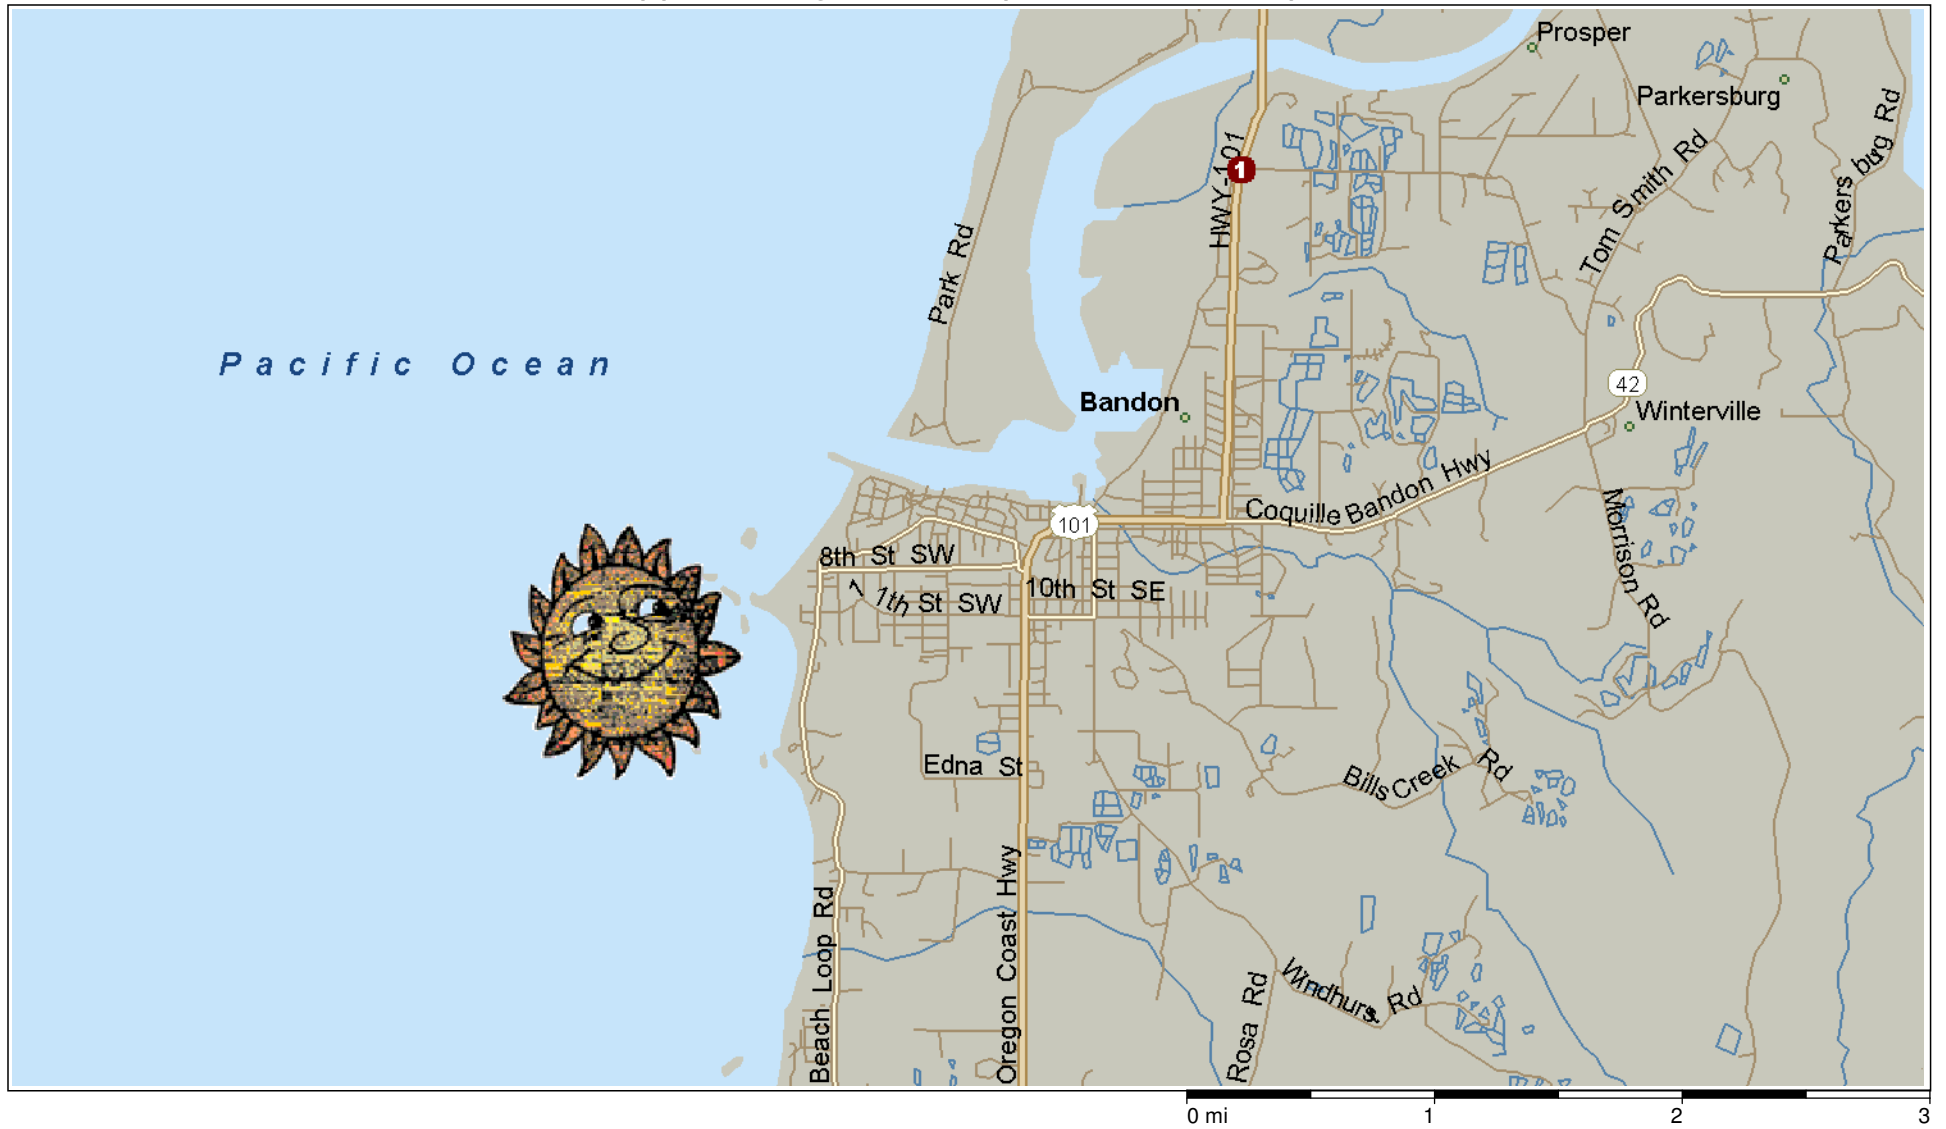 Prosper
Parkersburg
Parkersburg Rd
HWY-101
1
Tom Smith Rd
Park Rd
Pacific Ocean
42
Bandon
Winterville
Coquille Bandon Hwy
101
Morrison Rd
8th St SW
10th St SE
11th St SW
Edna St
Bills Creek Rd
Beach Loop Rd
Oregon Coast Hwy
Rosa Rd
Windhurst Rd
0 mi 1 2 3